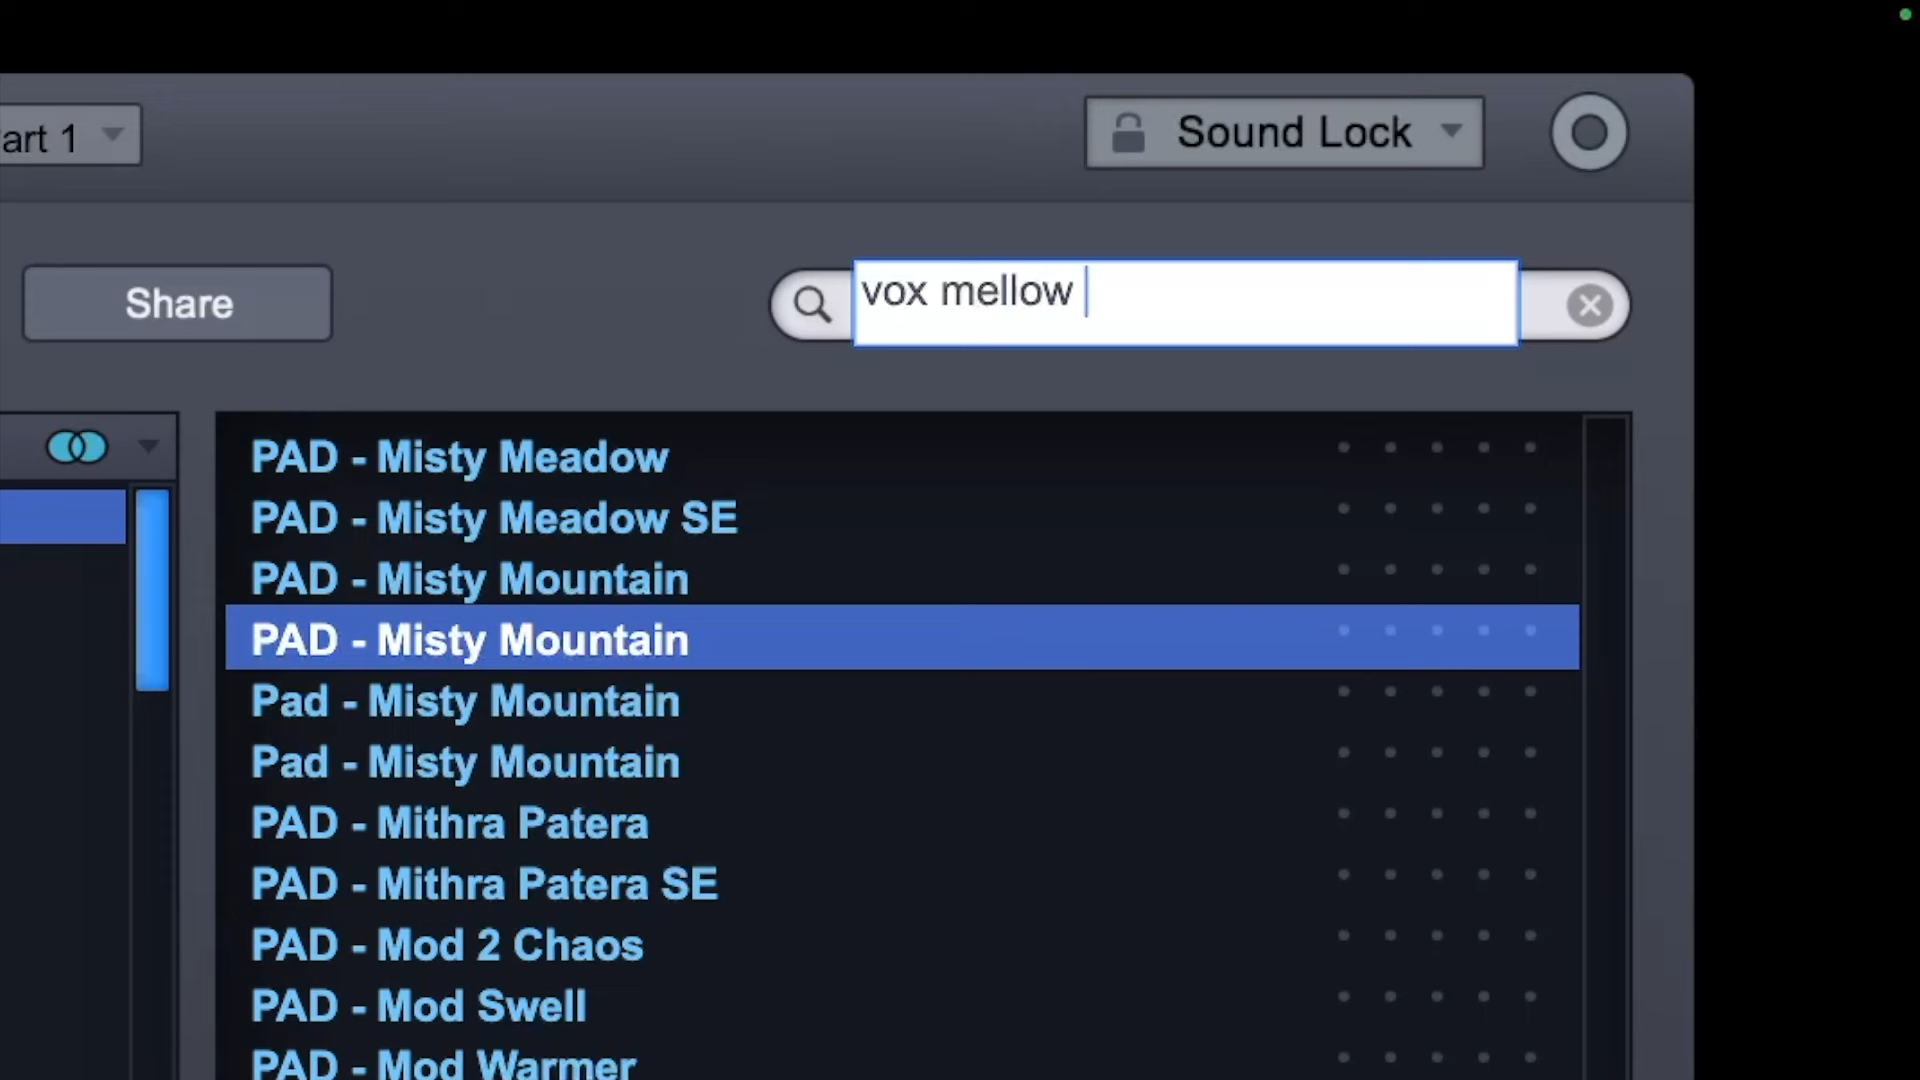 art 1
Sound Lock
Share
vox mellow
PAD - Misty Meadow
PAD - Misty Meadow SE
PAD - Misty Mountain
PAD - Misty Mountain
Pad - Misty Mountain
Pad - Misty Mountain
PAD - Mithra Patera
PAD - Mithra Patera SE
PAD - Mod 2 Chaos
PAD - Mod Swell
PAD - Mod Warmer